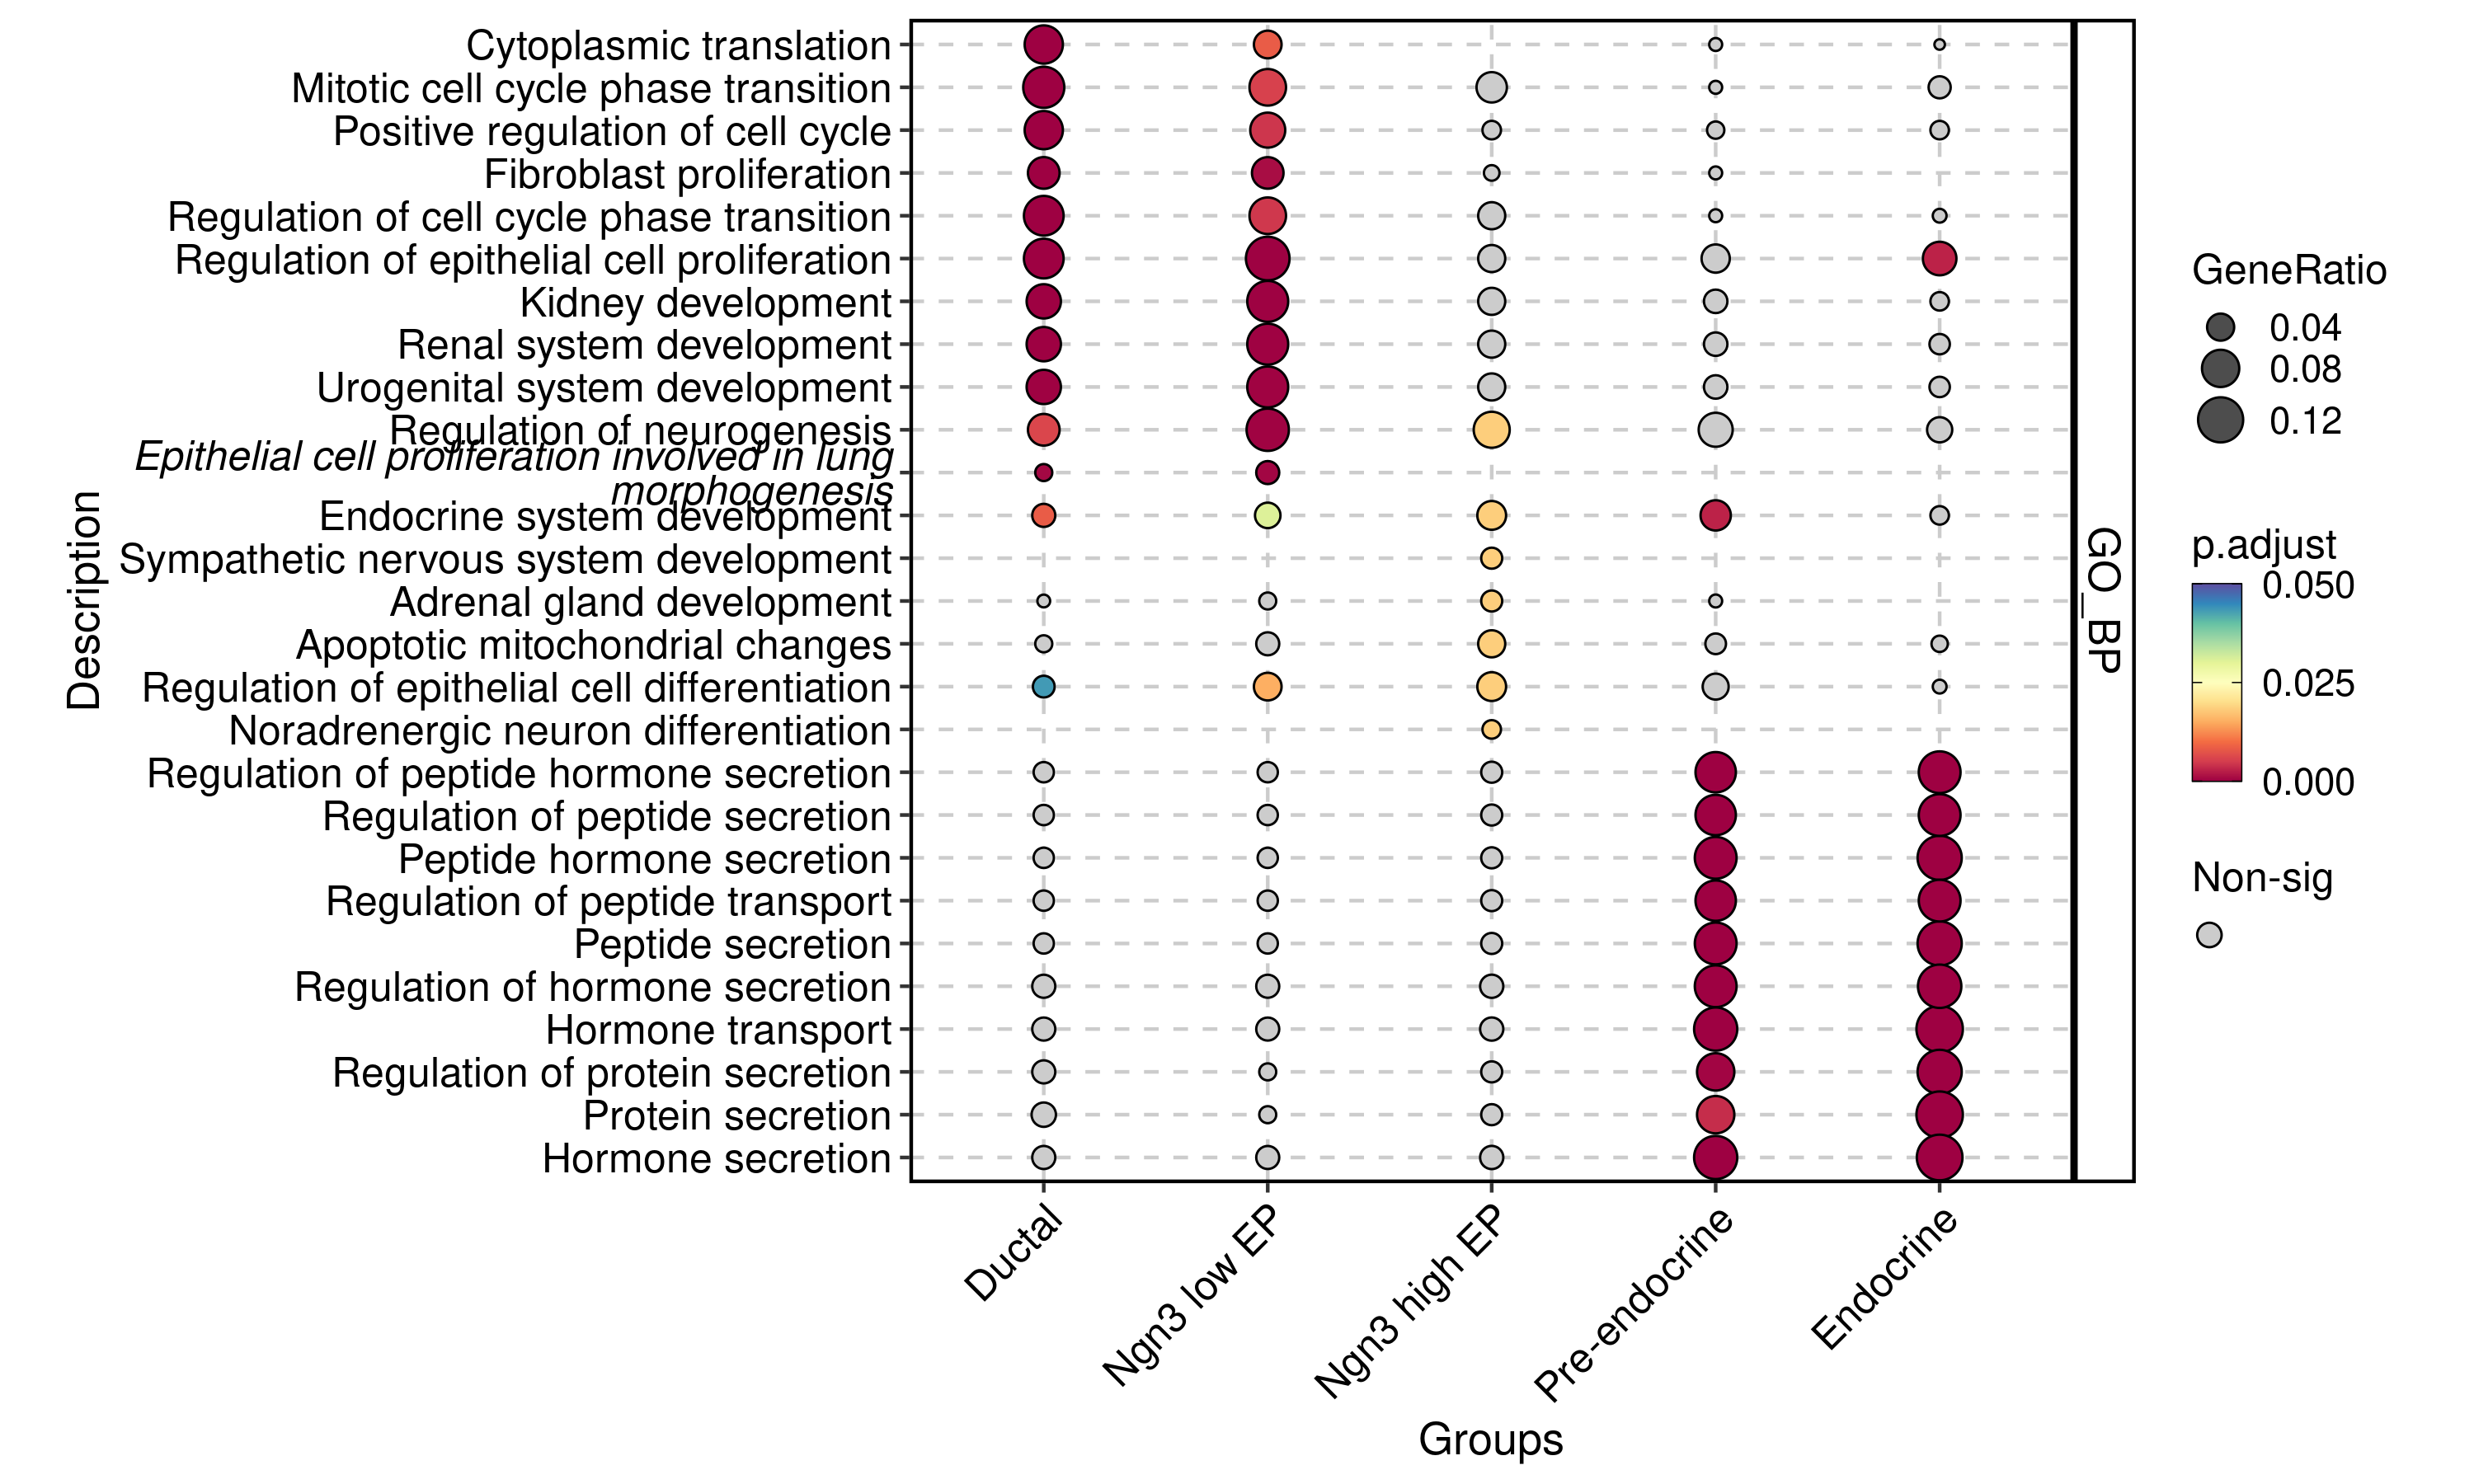 Cytoplasmic translation
Mitotic cell cycle phase transition
Positive regulation of cell cycle
Fibroblast proliferation
Regulation of cell cycle phase transition
Regulation of epithelial cell proliferation
Kidney development
Renal system development
Urogenital system development
Regulation of neurogenesis
Epithelial cell proliferation involved in lung
morphogenesis
Endocrine system development
Sympathetic nervous system development
Adrenal gland development
Apoptotic mitochondrial changes
Regulation of epithelial cell differentiation
Noradrenergic neuron differentiation
Regulation of peptide hormone secretion
Regulation of peptide secretion
Peptide hormone secretion
Regulation of peptide transport
Peptide secretion
Regulation of hormone secretion
Hormone transport
Regulation of protein secretion
Protein secretion
Hormone secretion
Description
Ductal
Ngn3 low EP
Ngn3 high EP
Pre-endocrine
Endocrine
Groups
GO_BP
GeneRatio
0.04
0.08
0.12
p.adjust
0.050
0.025
0.000
Non-sig